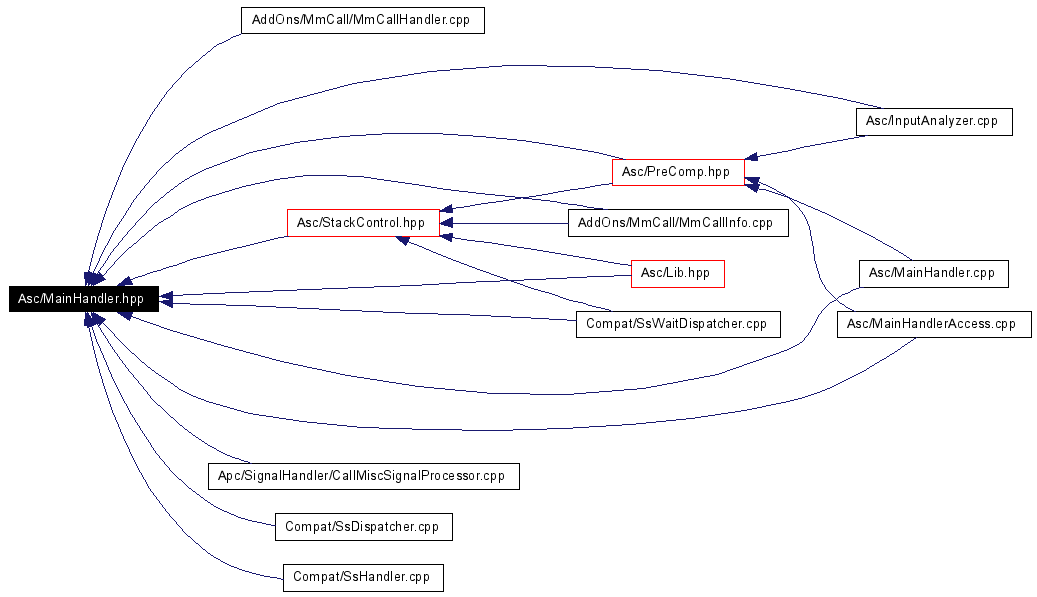 AddOns/MmCall/MmCallHandler.cpp
Asc/InputAnalyzer.cpp
Asc/PreComp.hpp
Asc/StackControl.hpp
AddOns/MmCall/MmCallInfo.cpp
Asc/Lib.hpp
Asc/MainHandler.cpp
Asc/MainHandler.hpp
Compat/SsWaitDispatcher.cpp
Asc/MainHandlerAccess.cpp
Apc/SignalHandler/CallMiscSignalProcessor.cpp
Compat/SsDispatcher.cpp
Compat/SsHandler.cpp